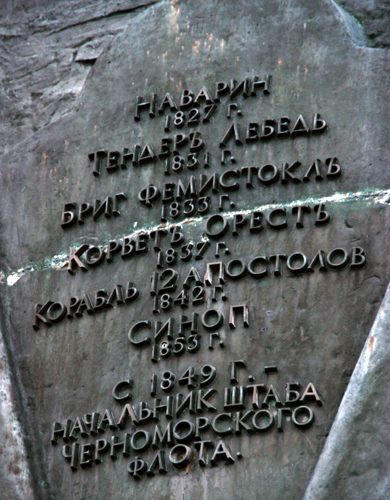 НАВАРИН
1827 Г.
ТЕНДЕРЪ ЛЕБЕДЬ
1831 Г.
БРИГ ФЕМИСТОКЛЪ
1833 Г.
КОРВЕТЪ ОРЕСТЪ
1837 Г.
КОРАБЛЬ 12 АПОСТОЛОВ
1842 Г.
СИНОП
1853 Г.
С 1849 Г. -
НАЧАЛЬНИК ШТАБА
ЧЕРНОМОРСКОГО
ФЛОТА.